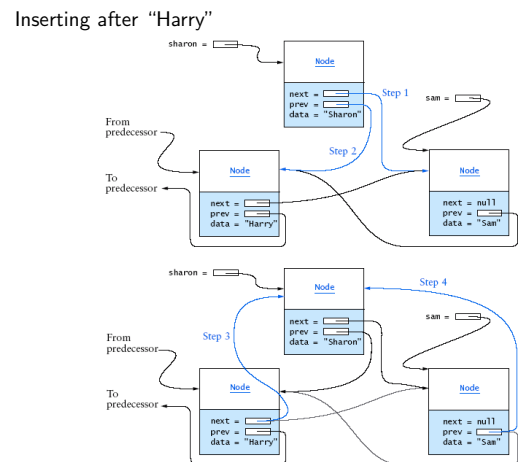 Inserting after “Harry”
sharon =
Node
next =
prev =
data = "Sharon"
Step 1
sam =
From
predecessor
Step 2
To
predecessor
Node
next =
prev =
data = "Harry"
Node
next = null
prev =
data = "Sam"
sharon =
Node
Step 4
next =
prev =
data = "Sharon"
sam =
From
predecessor
Step 3
To
predecessor
Node
next =
prev =
data = "Harry"
Node
next = null
prev =
data = "Sam"